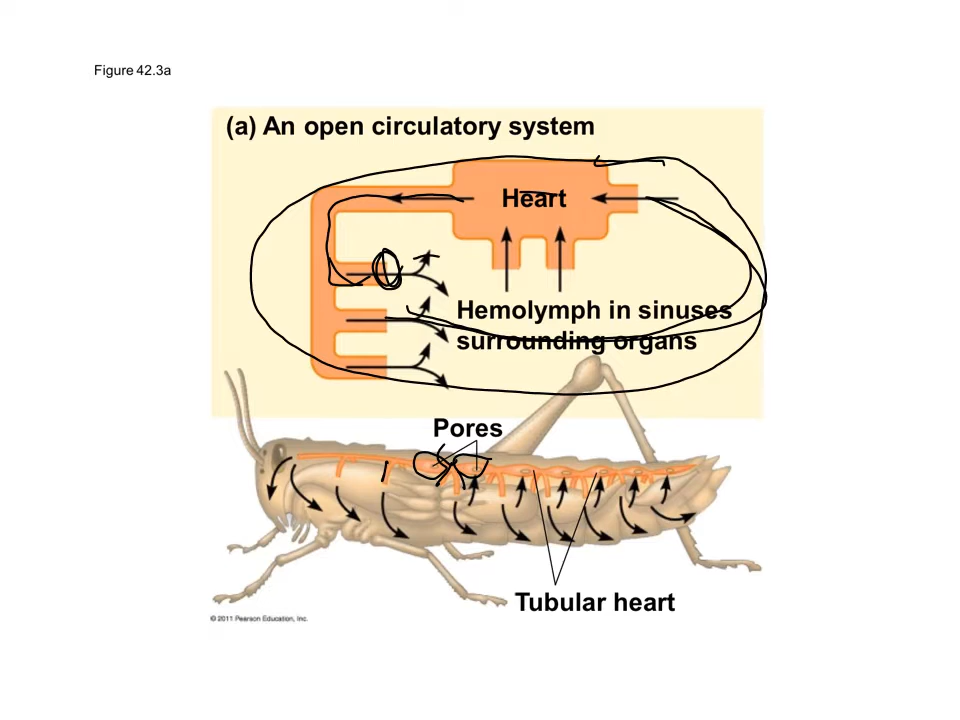 Figure 42.3a
(a) An open circulatory system
Heart
Hemolymph in sinuses
surrounding organs
Pores
Tubular heart
© 2011 Pearson Education, Inc.